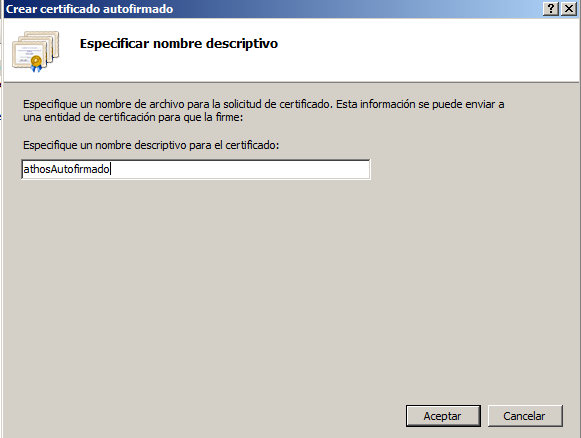 Crear certificado autofirmado
Especificar nombre descriptivo
Especifique un nombre de archivo para la solicitud de certificado. Esta información se puede enviar a
una entidad de certificación para que la firme:
Especifique un nombre descriptivo para el certificado:
athosAutofirmado
Aceptar
Cancelar